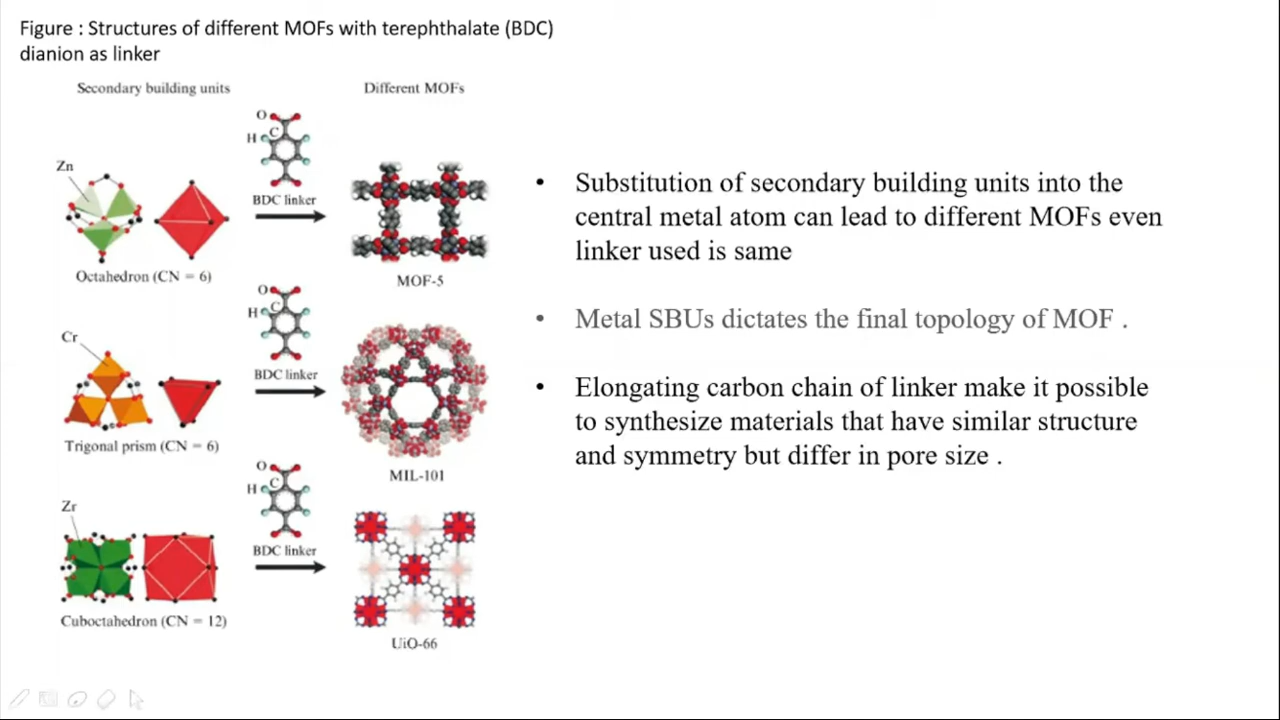 Figure : Structures of different MOFs with terephthalate (BDC)
dianion as linker
Secondary building units
Different MOFs
O
C
H
Zn
BDC linker
Octahedron (CN = 6)
MOF-5
O
C
H
Cr
BDC linker
Trigonal prism (CN = 6)
MIL-101
O
C
H
Zr
BDC linker
Cuboctahedron (CN = 12)
UiO-66
• Substitution of secondary building units into the
central metal atom can lead to different MOFs even
linker used is same
• Metal SBUs dictates the final topology of MOF .
• Elongating carbon chain of linker make it possible
to synthesize materials that have similar structure
and symmetry but differ in pore size .